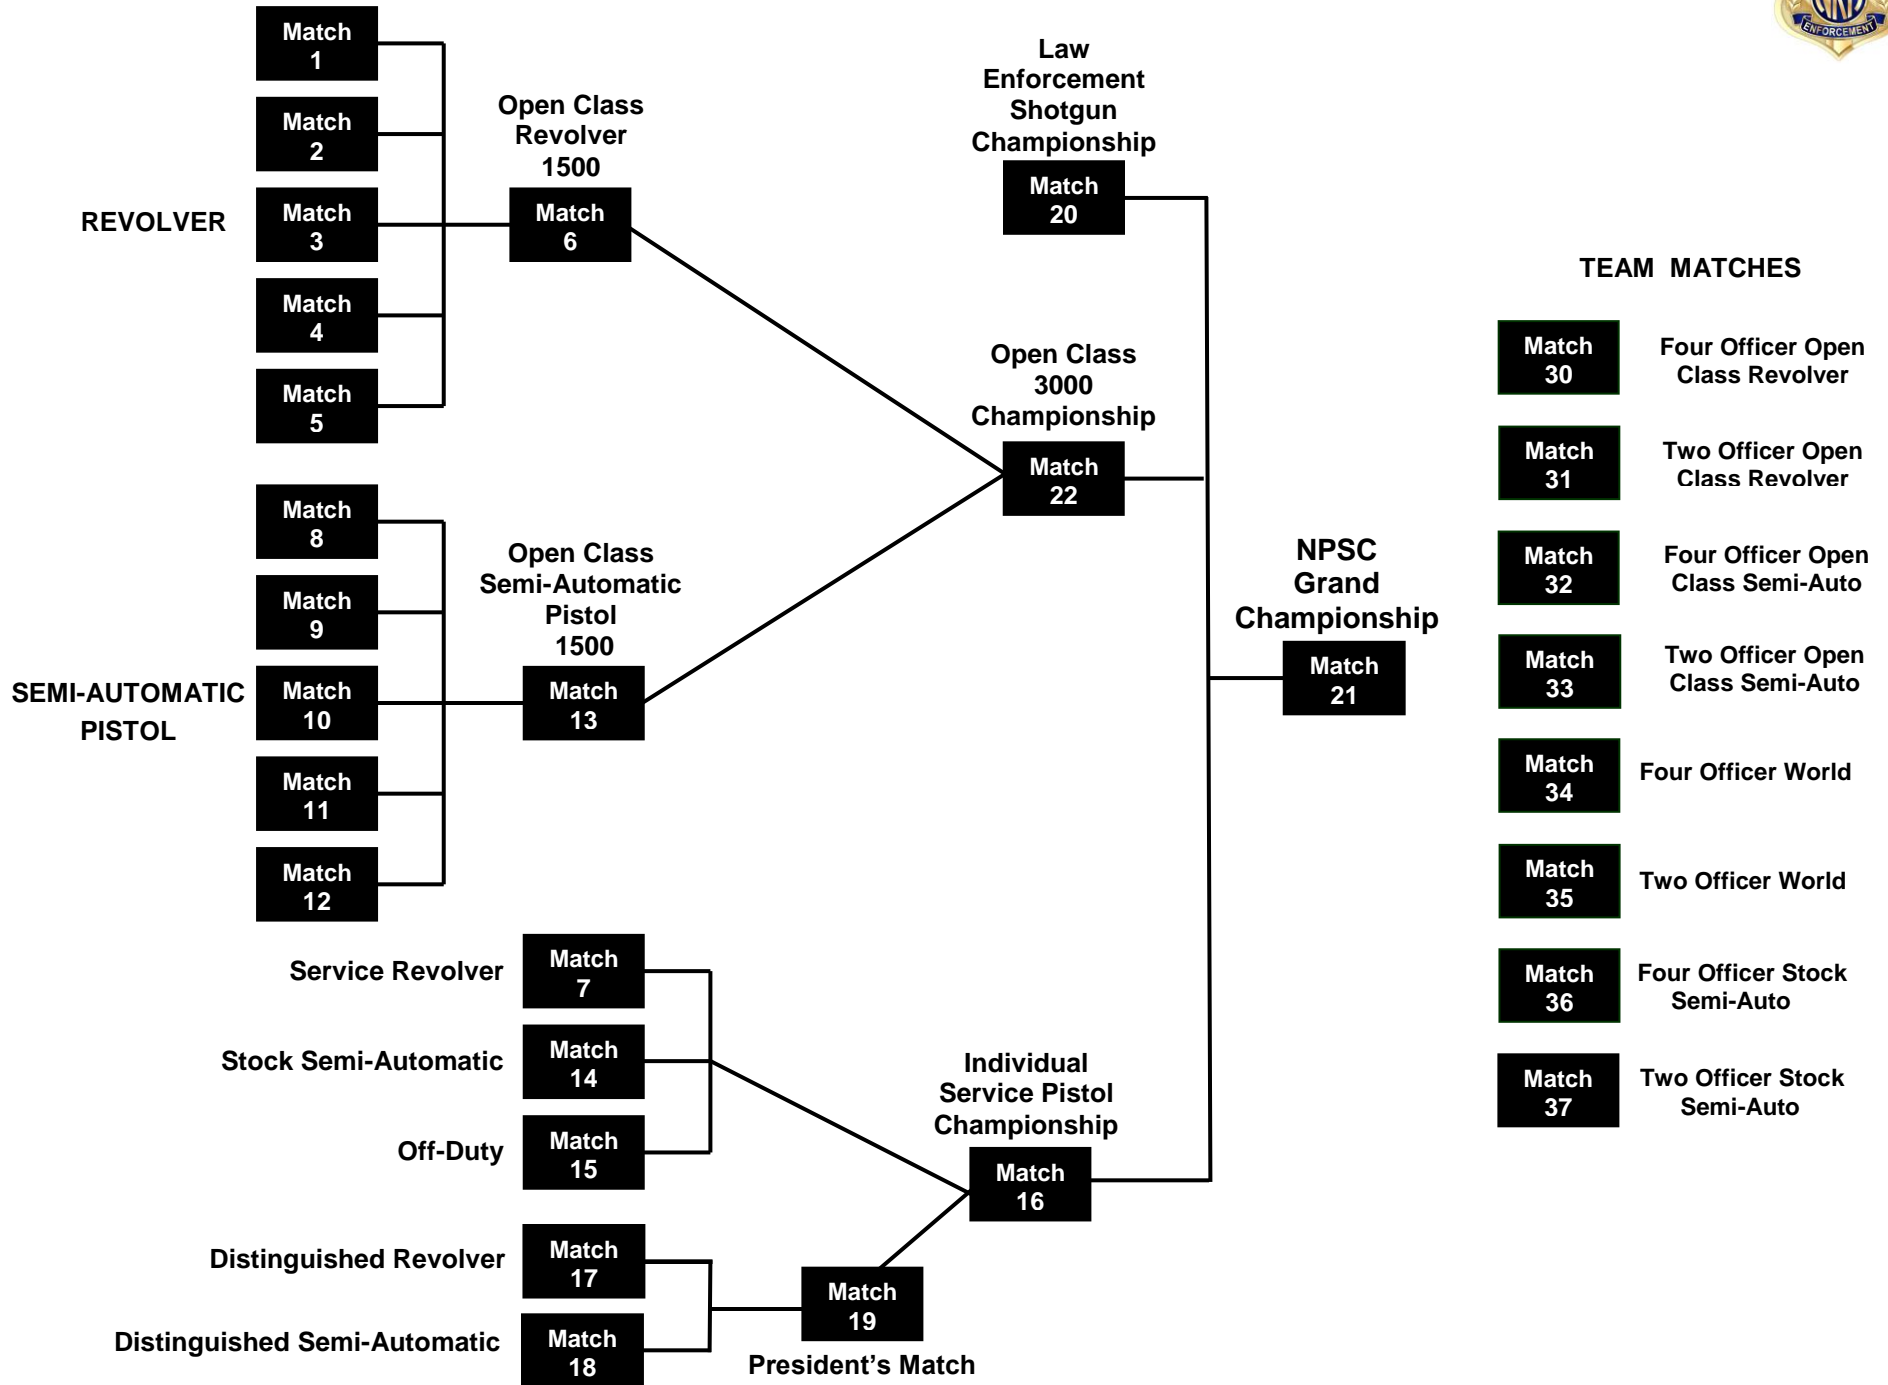 ENFORCEMENT
Match
1
Match
2
REVOLVER
Match
3
Match
4
Match
5
Open Class
Revolver
1500
Match
6
Match
8
Match
9
SEMI-AUTOMATIC
PISTOL
Match
10
Match
11
Match
12
Open Class
Semi-Automatic
Pistol
1500
Match
13
Law
Enforcement
Shotgun
Championship
Match
20
Open Class
3000
Championship
Match
22
Service Revolver
Match
7
Stock Semi-Automatic
Match
14
Off-Duty
Match
15
Distinguished Revolver
Match
17
Distinguished Semi-Automatic
Match
18
Match
19
President’s Match
Individual
Service Pistol
Championship
Match
16
NPSC
Grand
Championship
Match
21
TEAM MATCHES
Match
30
Four Officer Open
Class Revolver
Match
31
Two Officer Open
Class Revolver
Match
32
Four Officer Open
Class Semi-Auto
Match
33
Two Officer Open
Class Semi-Auto
Match
34
Four Officer World
Match
35
Two Officer World
Match
36
Four Officer Stock
Semi-Auto
Match
37
Two Officer Stock
Semi-Auto